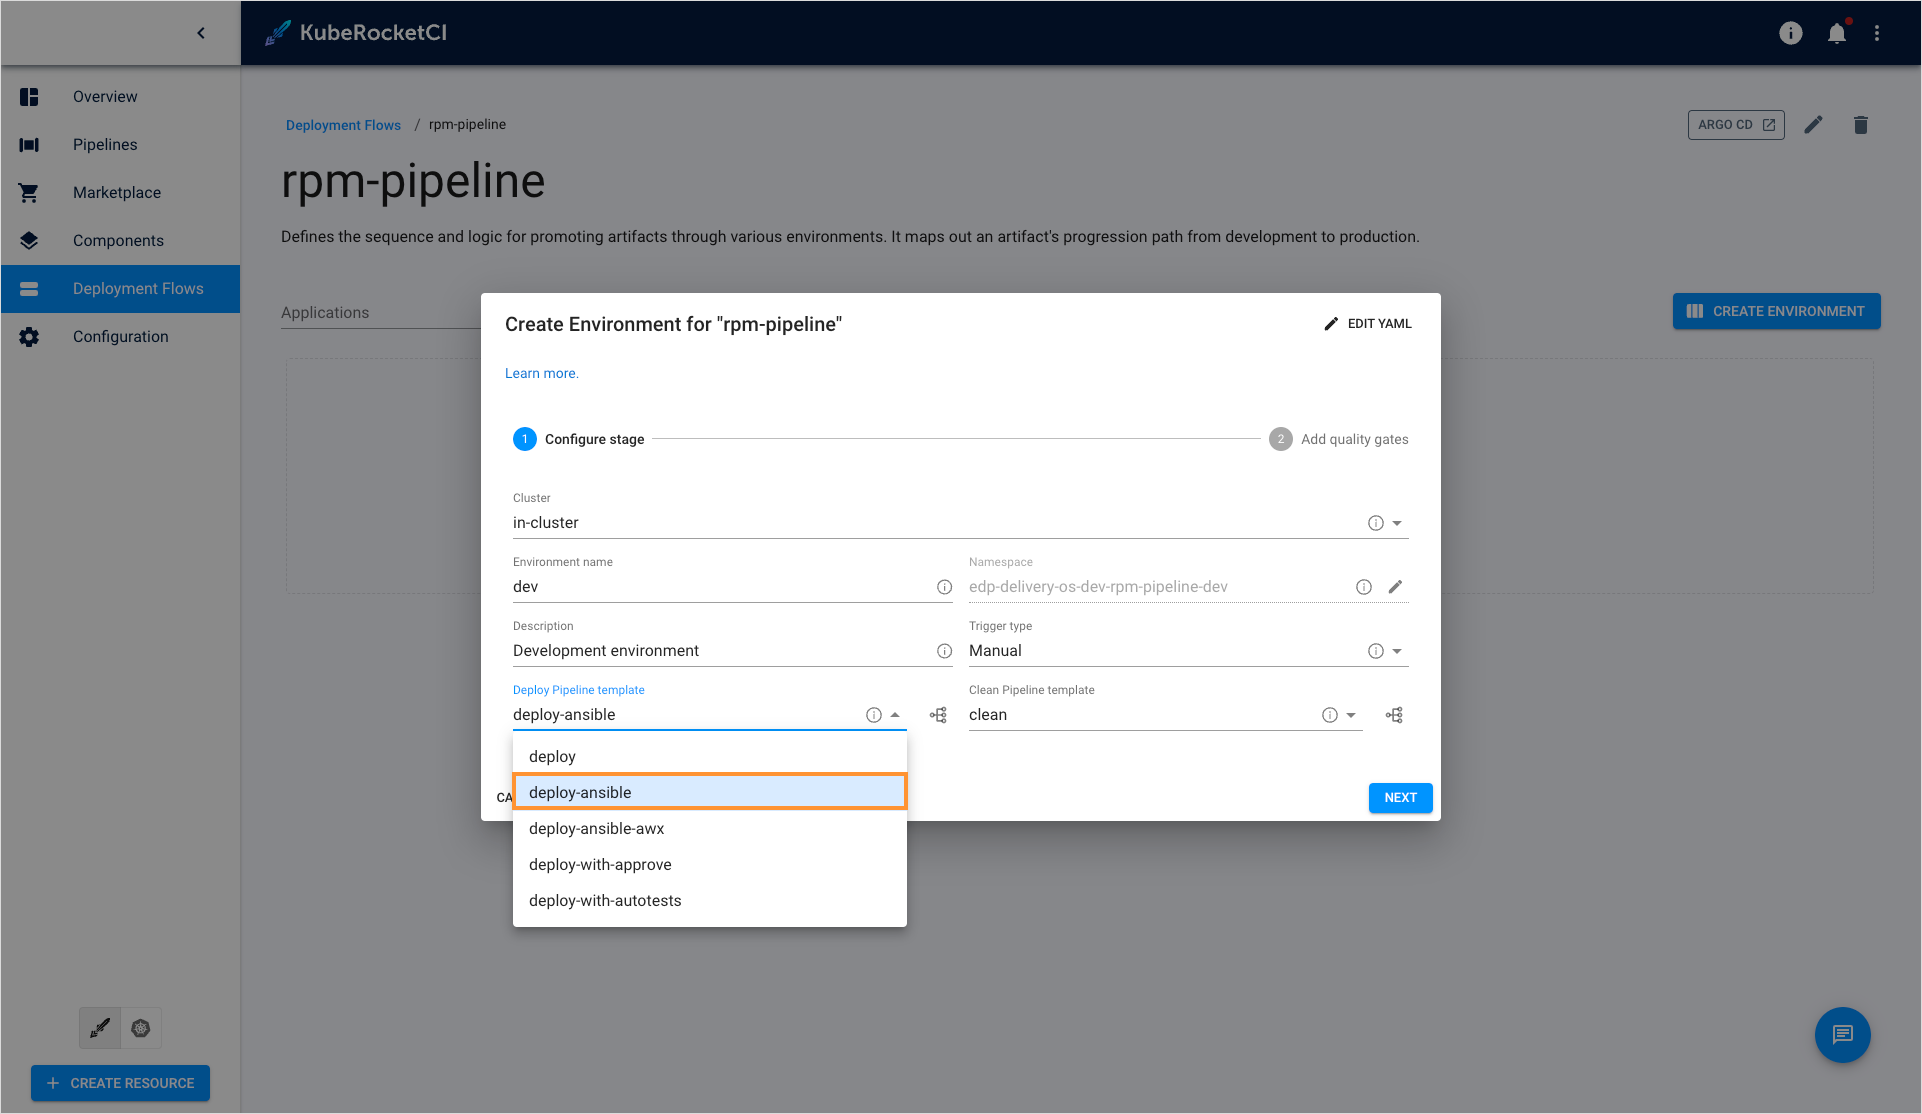 KubeRocketCI
Overview
Pipelines
Marketplace
Components
Deployment Flows
Configuration
CREATE RESOURCE
Deployment Flows / rpm-pipeline
ARGO CD
rpm-pipeline
Defines the sequence and logic for promoting artifacts through various environments. It maps out an artifact's progression path from development to production.
Applications
CREATE ENVIRONMENT
Create Environment for "rpm-pipeline"
EDIT YAML
Learn more.
1 Configure stage
2 Add quality gates
Cluster
in-cluster
Environment name
dev
Namespace
edp-delivery-os-dev-rpm-pipeline-dev
Description
Development environment
Trigger type
Manual
Deploy Pipeline template
deploy-ansible
Clean Pipeline template
clean
deploy
deploy-ansible
deploy-ansible-awx
deploy-with-approve
deploy-with-autotests
CA
NEXT